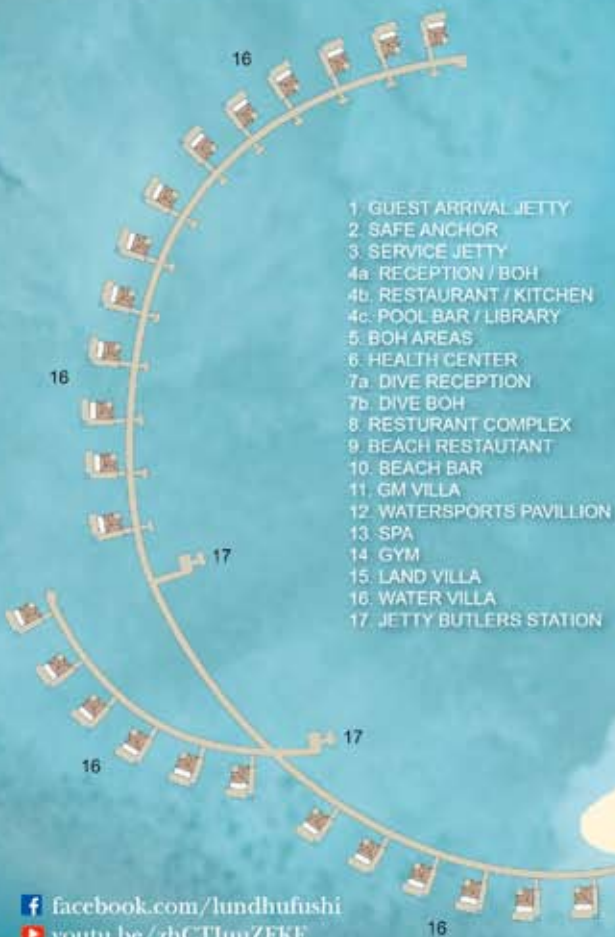 16
1. GUEST ARRIVAL JETTY
2. SAFE ANCHOR
3. SERVICE JETTY
4a. RECEPTION / BOH
4b. RESTAURANT / KITCHEN
4c. POOL BAR / LIBRARY
5. BOH AREAS
6. HEALTH CENTER
7a. DIVE RECEPTION
7b. DIVE BOH
8. RESTURANT COMPLEX
9. BEACH RESTAUTANT
10. BEACH BAR
11. GM VILLA
12. WATERSPORTS PAVILLION
13. SPA
14. GYM
15. LAND VILLA
16. WATER VILLA
17. JETTY BUTLERS STATION
16
17
17
16
facebook.com/lundhufushi
16